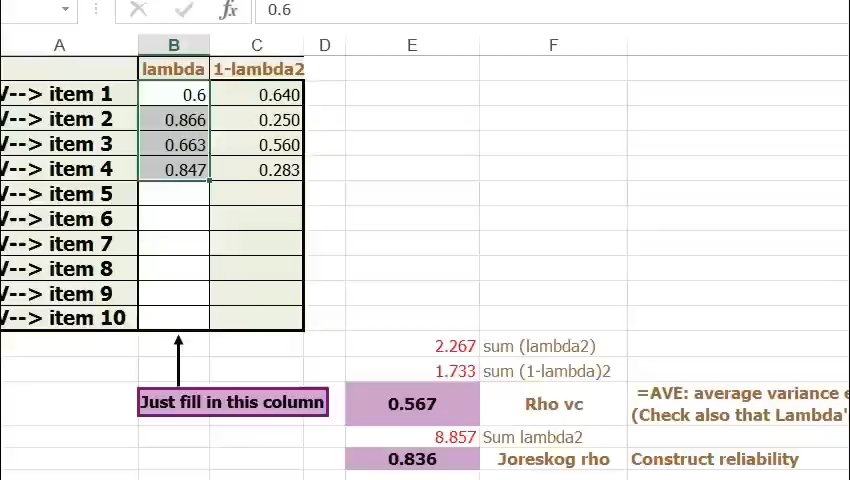 fx 0.6
A B C D E F
lambda 1-lambda2
V--> item 1 0.6 0.640
V--> item 2 0.866 0.250
V--> item 3 0.663 0.560
V--> item 4 0.847 0.283
V--> item 5
V--> item 6
V--> item 7
V--> item 8
V--> item 9
V--> item 10
2.267 sum (lambda2)
1.733 sum (1-lambda)2
Just fill in this column 0.567 Rho vc =AVE: average variance e
(Check also that Lambda'
8.857 Sum lambda2
0.836 Joreskog rho Construct reliability